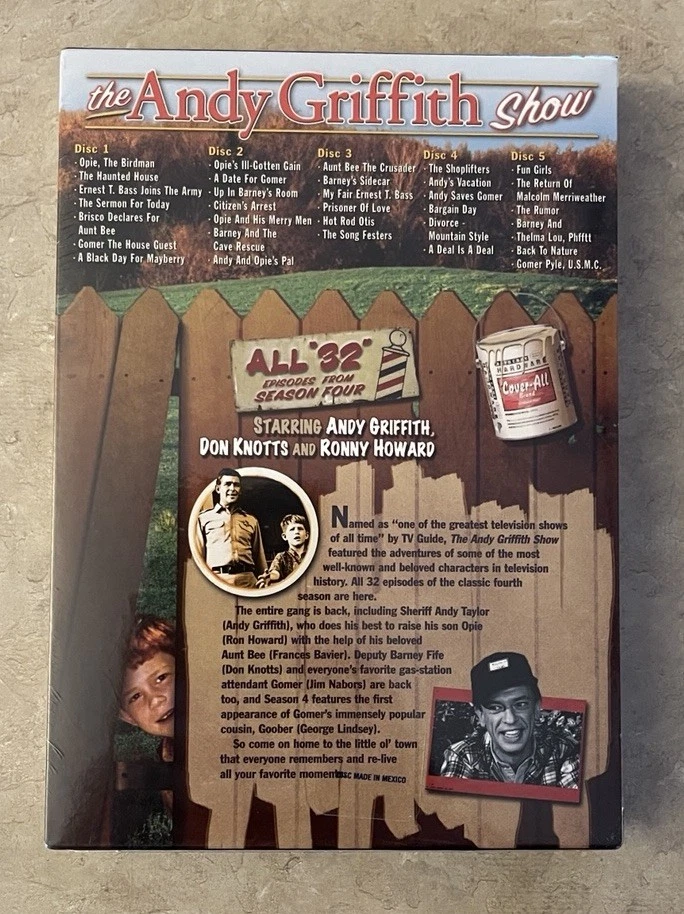 the Andy Griffith Show
Disc 1
· Opie, The Birdman
· The Haunted House
· Ernest T. Bass Joins The Army
· The Sermon For Today
· Brisco Declares For
Aunt Bee
· Gomer The House Guest
· A Black Day For Mayberry
Disc 2
· Opie's Ill-Gotten Gain
· A Date For Gomer
· Up In Barney's Room
· Citizen's Arrest
· Opie And His Merry Men
· Barney And The
Cave Rescue
· Andy And Opie's Pal
Disc 3
· Aunt Bee The Crusader
· Barney's Sidecar
· My Fair Ernest T. Bass
· Prisoner Of Love
· Hot Rod Otis
· The Song Festers
Disc 4
· The Shoplifters
· Andy's Vacation
· Andy Saves Gomer
· Bargain Day
· Divorce -
Mountain Style
· A Deal Is A Deal
Disc 5
· Fun Girls
· The Return Of
Malcolm Merriweather
· The Rumor
· Barney And
Thelma Lou, Phfftt
· Back To Nature
· Gomer Pyle, U.S.M.C.
ALL "32"
EPISODES FROM
SEASON FOUR
HARDWARE
Cover-All
Brand
STARRING ANDY GRIFFITH,
DON KNOTTS AND RONNY HOWARD
Named as "one of the greatest television shows
of all time" by TV Guide, The Andy Griffith Show
featured the adventures of some of the most
well-known and beloved characters in television
history. All 32 episodes of the classic fourth
season are here.
The entire gang is back, including Sheriff Andy Taylor
(Andy Griffith), who does his best to raise his son Opie
(Ron Howard) with the help of his beloved
Aunt Bee (Frances Bavier). Deputy Barney Fife
(Don Knotts) and everyone's favorite gas-station
attendant Gomer (Jim Nabors) are back
too, and Season 4 features the first
appearance of Gomer's immensely popular
cousin, Goober (George Lindsey).
So come on home to the little ol' town
that everyone remembers and re-live
all your favorite moments.
DISC MADE IN MEXICO